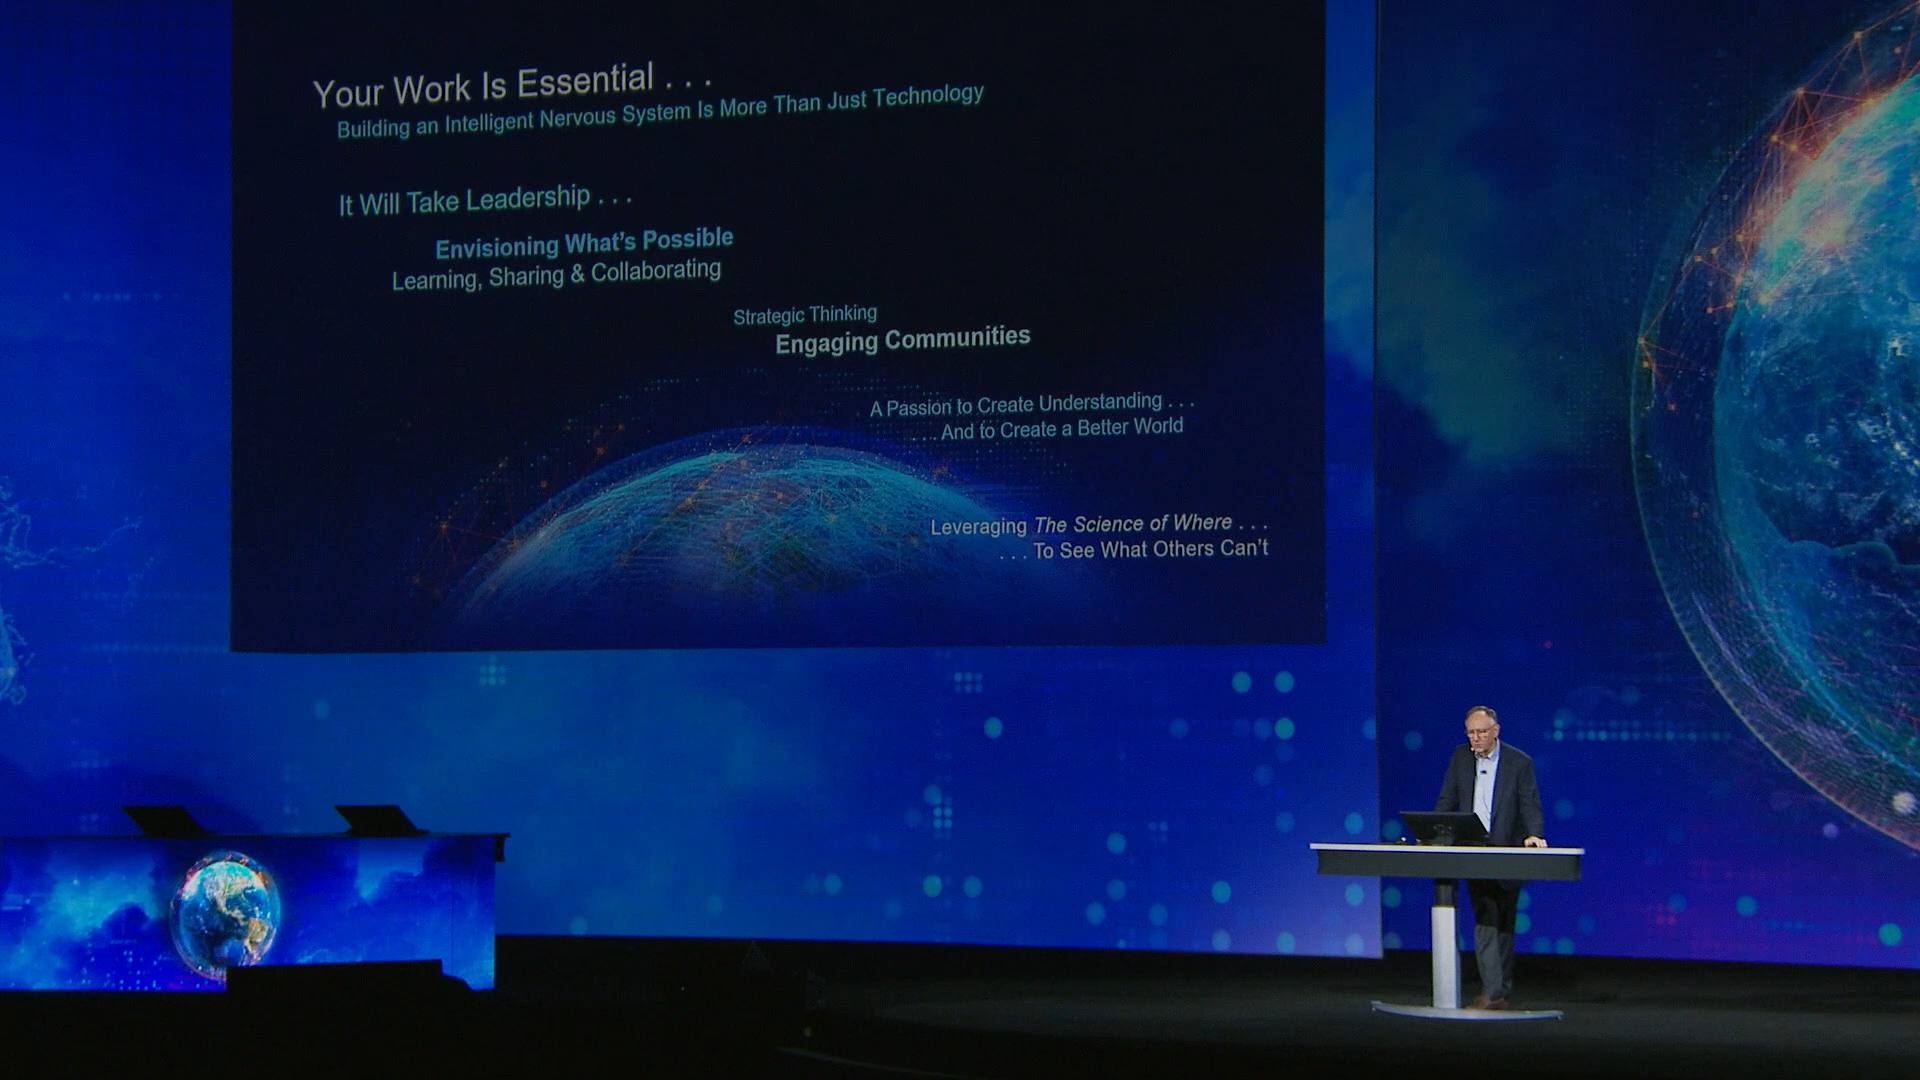 Your Work Is Essential . . .
Building an Intelligent Nervous System Is More Than Just Technology
It Will Take Leadership . . .
Envisioning What’s Possible
Learning, Sharing & Collaborating
Strategic Thinking
Engaging Communities
A Passion to Create Understanding . . .
. . . And to Create a Better World
Leveraging The Science of Where . . .
. . . To See What Others Can’t